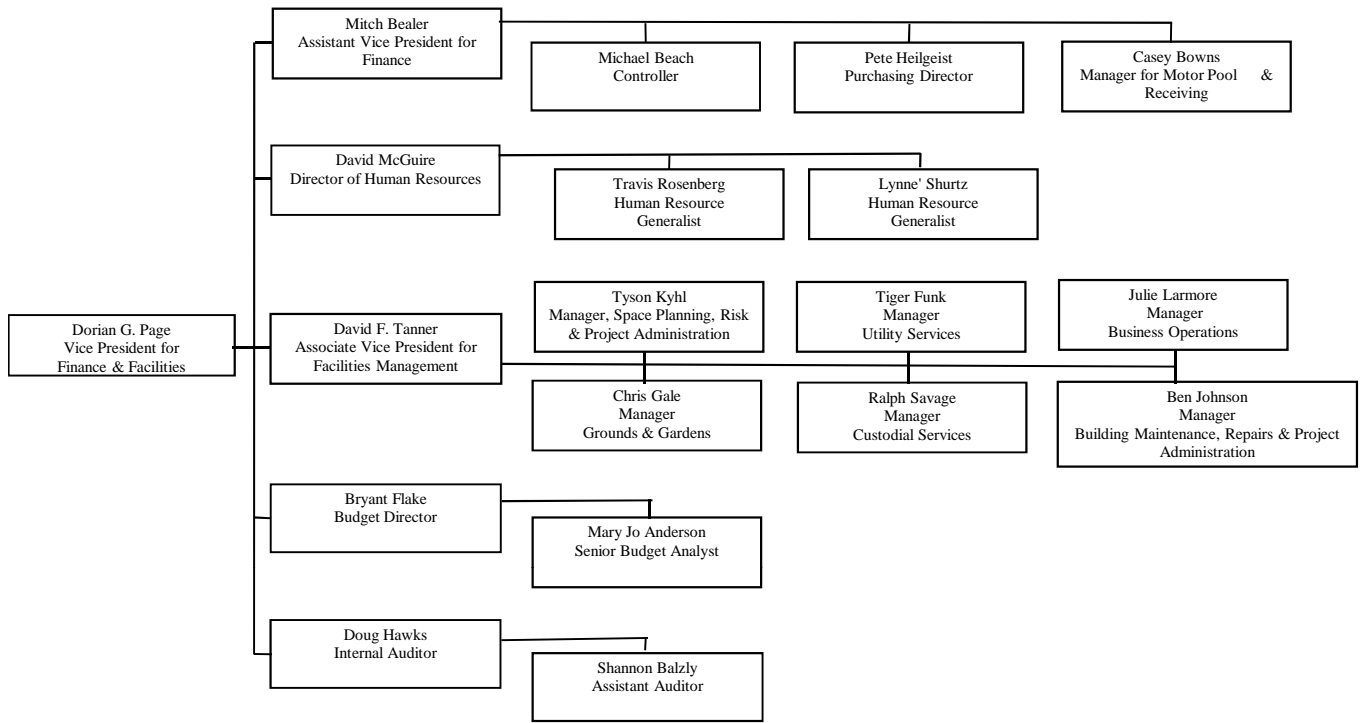 Mitch Bealer
Assistant Vice President for
Finance
Michael Beach
Controller
Pete Heilgeist
Purchasing Director
Casey Bowns
Manager for Motor Pool &
Receiving
David McGuire
Director of Human Resources
Travis Rosenberg
Human Resource
Generalist
Lynne' Shurtz
Human Resource
Generalist
Dorian G. Page
Vice President for
Finance & Facilities
David F. Tanner
Associate Vice President for
Facilities Management
Tyson Kyhl
Manager, Space Planning, Risk
& Project Administration
Tiger Funk
Manager
Utility Services
Julie Larmore
Manager
Business Operations
Chris Gale
Manager
Grounds & Gardens
Ralph Savage
Manager
Custodial Services
Ben Johnson
Manager
Building Maintenance, Repairs & Project
Administration
Bryant Flake
Budget Director
Mary Jo Anderson
Senior Budget Analyst
Doug Hawks
Internal Auditor
Shannon Balzly
Assistant Auditor